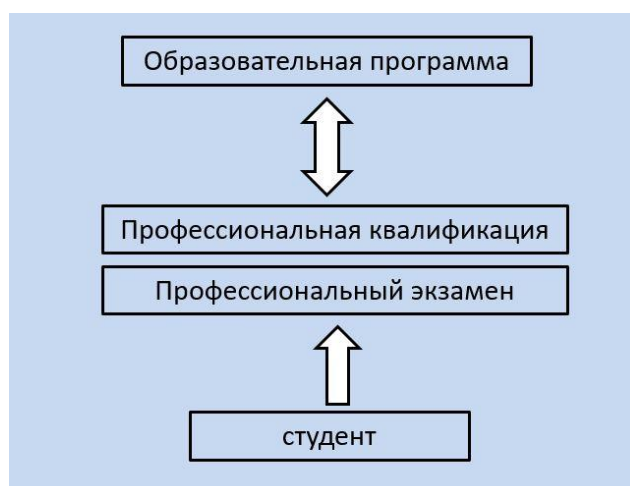 Образовательная программа
Профессиональная квалификация
Профессиональный экзамен
студент